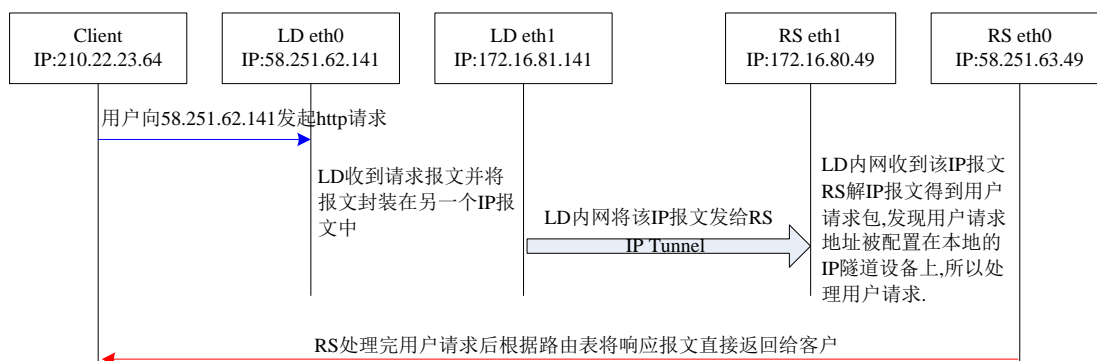 Client
IP:210.22.23.64
LD eth0
IP:58.251.62.141
LD eth1
IP:172.16.81.141
RS eth1
IP:172.16.80.49
RS eth0
IP:58.251.63.49
用户向58.251.62.141发起http请求
LD收到请求报文并将
报文封装在另一个IP报
文中
LD内网将该IP报文发给RS
IP Tunnel
LD内网收到该IP报文
RS解IP报文得到用户
请求包,发现用户请求
地址被配置在本地的
IP隧道设备上,所以处
理用户请求.
RS处理完用户请求后根据路由表将响应报文直接返回给客户